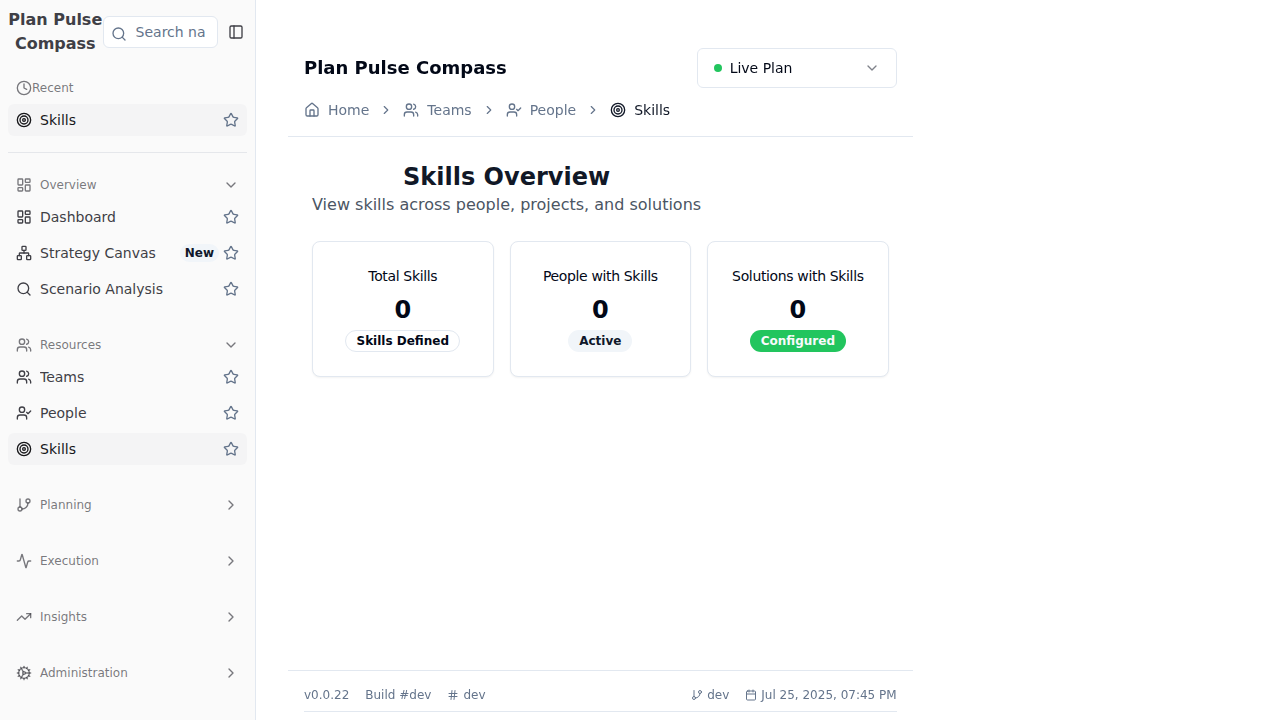 Plan Pulse
Compass
Search na
Recent
Skills
Overview
Dashboard
Strategy Canvas New
Scenario Analysis
Resources
Teams
People
Skills
Planning
Execution
Insights
Administration
Plan Pulse Compass
Live Plan
Home Teams People Skills
Skills Overview
View skills across people, projects, and solutions
Total Skills
0
Skills Defined
People with Skills
0
Active
Solutions with Skills
0
Configured
v0.0.22 Build #dev dev
dev Jul 25, 2025, 07:45 PM